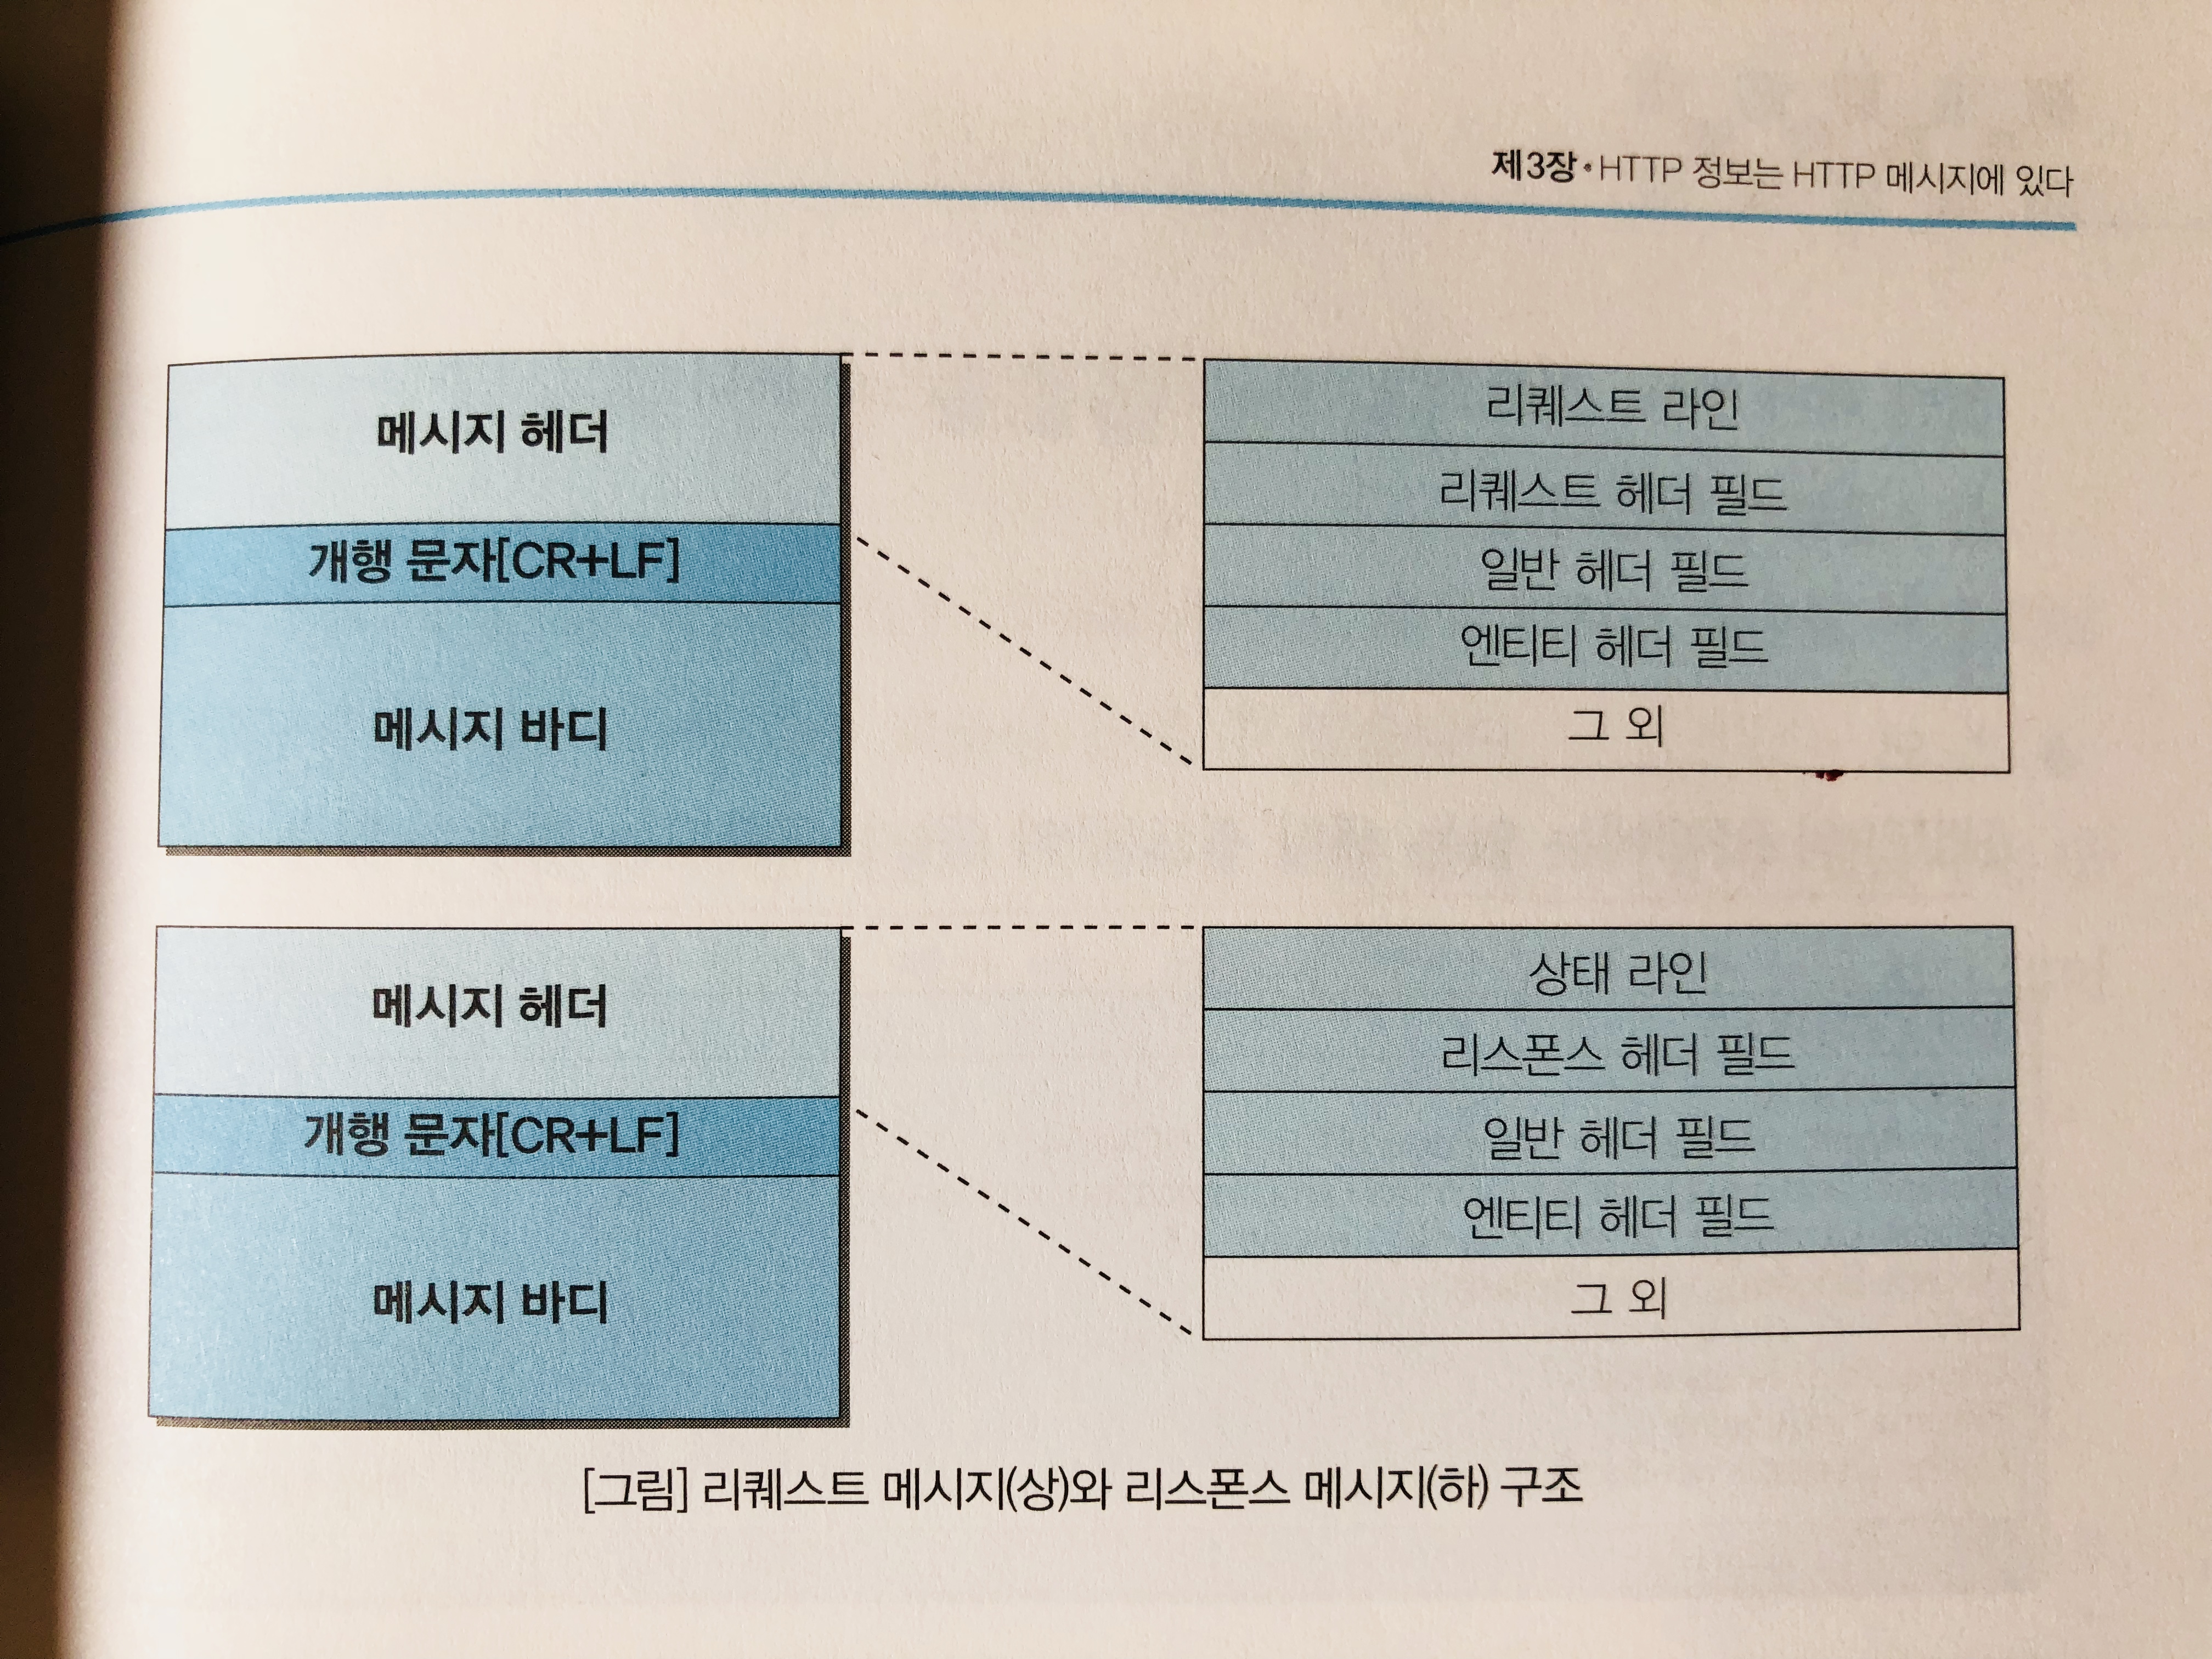 제3장 • HTTP 정보는 HTTP 메시지에 있다
메시지 헤더
개행 문자[CR+LF]
메시지 바디
리퀘스트 라인
리퀘스트 헤더 필드
일반 헤더 필드
엔티티 헤더 필드
그 외
메시지 헤더
개행 문자[CR+LF]
메시지 바디
상태 라인
리스폰스 헤더 필드
일반 헤더 필드
엔티티 헤더 필드
그 외
[그림] 리퀘스트 메시지(상)와 리스폰스 메시지(하) 구조